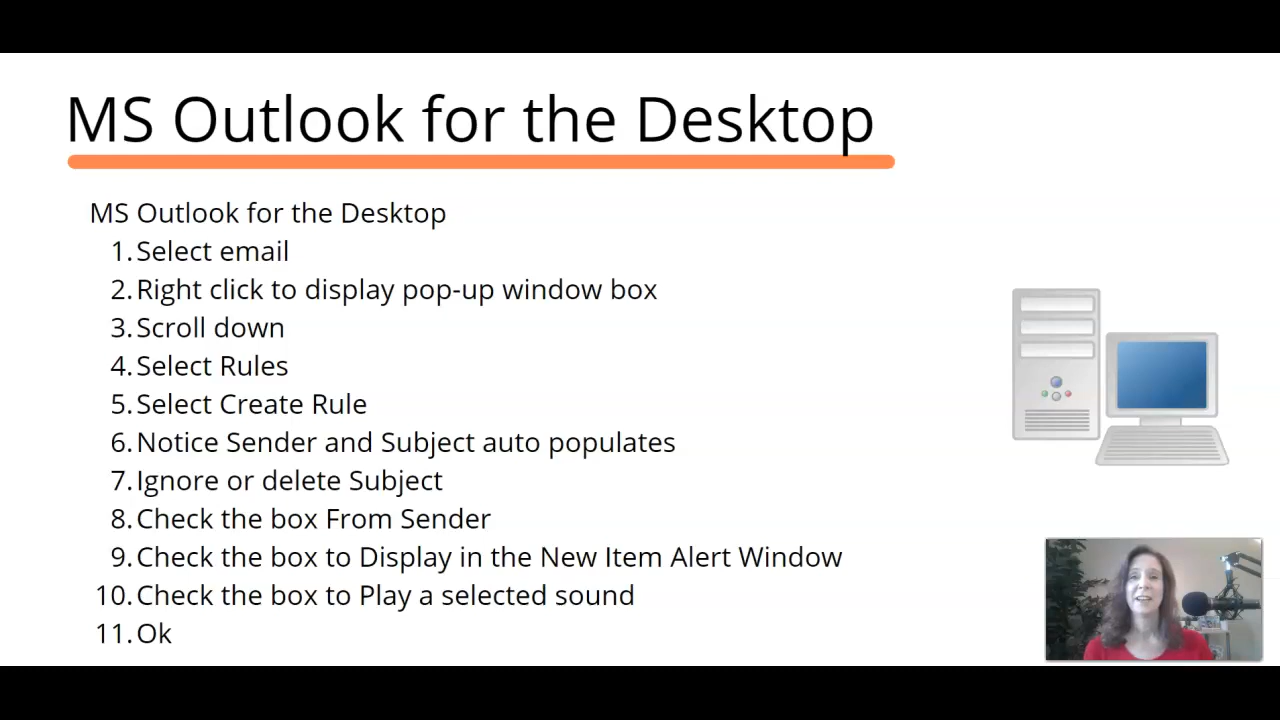 MS Outlook for the Desktop
MS Outlook for the Desktop
1. Select email
2. Right click to display pop-up window box
3. Scroll down
4. Select Rules
5. Select Create Rule
6. Notice Sender and Subject auto populates
7. Ignore or delete Subject
8. Check the box From Sender
9. Check the box to Display in the New Item Alert Window
10. Check the box to Play a selected sound
11. Ok